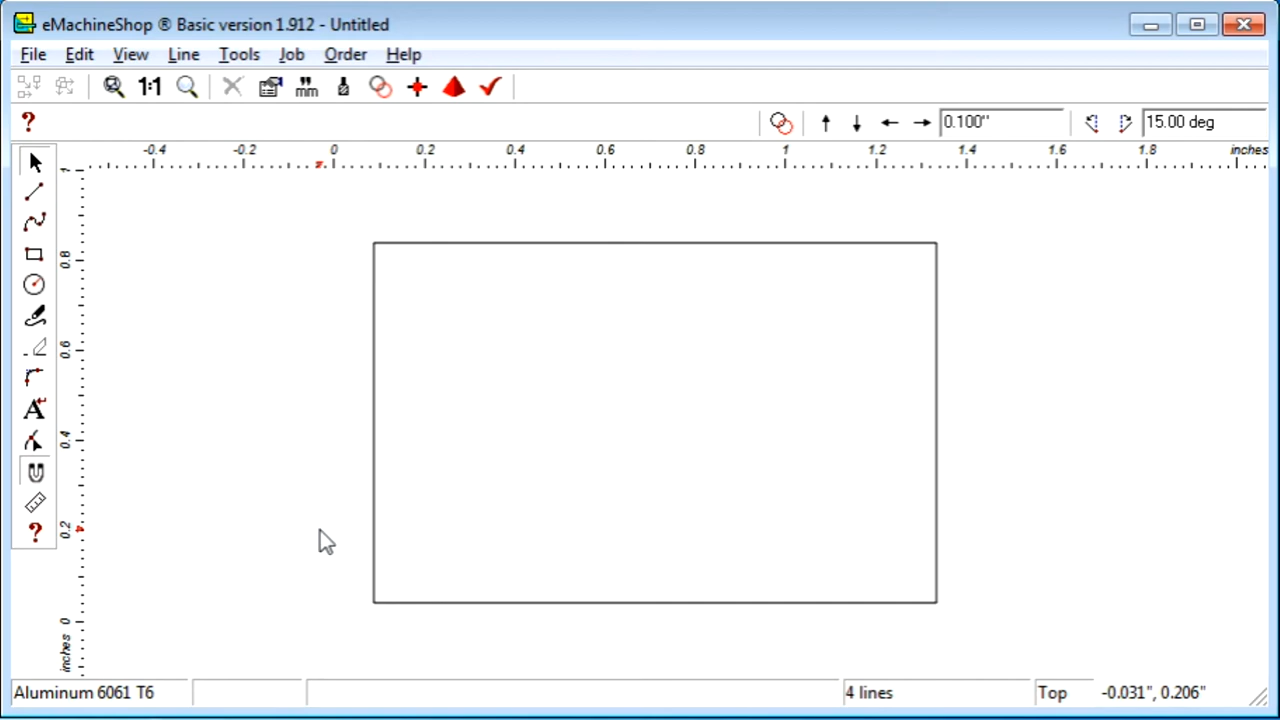 eMachineShop ® Basic version 1.912 - Untitled
File Edit View Line Tools Job Order Help
1:1 " mm
? 0.100" 15.00 deg
-0.4 -0.2 0 0.2 0.4 0.6 0.8 1 1.2 1.4 1.6 1.8 inches
1
0.8
0.6
A
0.4
0.2
?
0
inches
Aluminum 6061 T6 4 lines Top -0.031", 0.206"